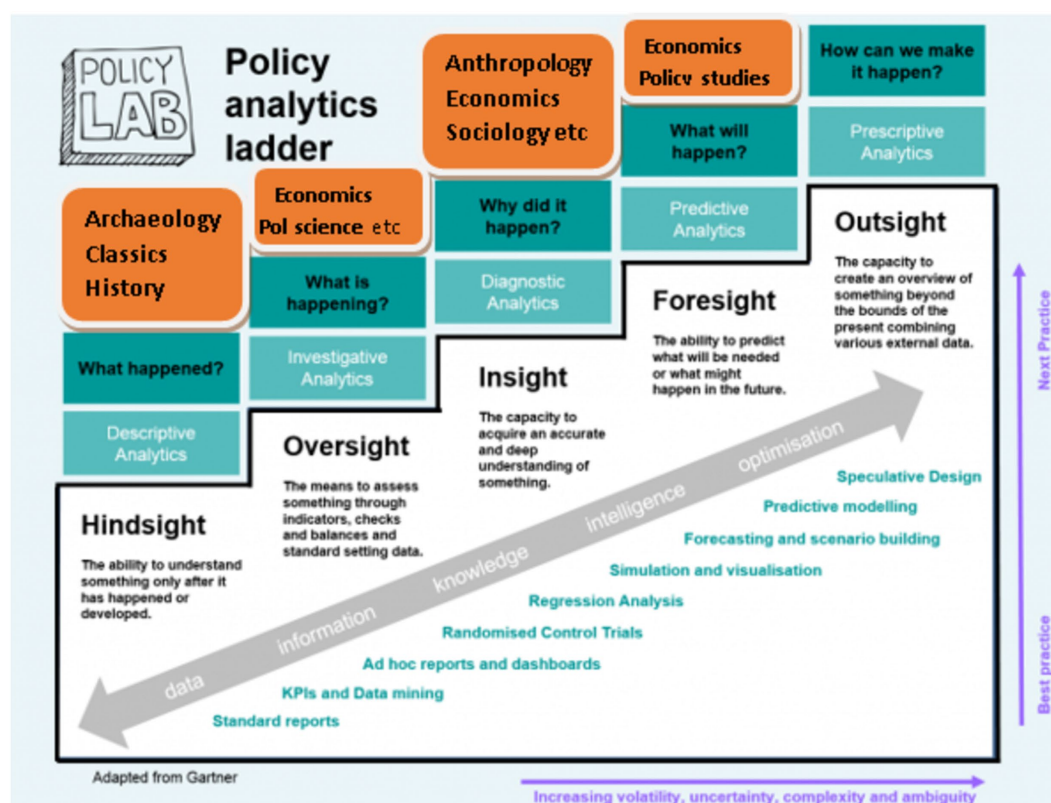 POLICY
LAB
Policy
analytics
ladder
Archaeology
Classics
History
What happened?
Descriptive
Analytics
Hindsight
The ability to understand
something only after it
has happened or
developed.
Economics
Pol science etc
What is
happening?
Investigative
Analytics
Oversight
The means to assess
something through
indicators, checks
and balances and
standard setting data.
Anthropology
Economics
Sociology etc
Why did it
happen?
Diagnostic
Analytics
Insight
The capacity to
acquire an accurate
and deep
understanding of
something.
Economics
Policy studies
What will
happen?
Predictive
Analytics
Foresight
The ability to predict
what will be needed
or what might
happen in the future.
How can we make
it happen?
Prescriptive
Analytics
Outsight
The capacity to
create an overview of
something beyond
the bounds of the
present combining
various external data.
data
information
knowledge
intelligence
optimisation
Speculative Design
Predictive modelling
Forecasting and scenario building
Simulation and visualisation
Regression Analysis
Randomised Control Trials
Ad hoc reports and dashboards
KPIs and Data mining
Standard reports
Next Practice
Best practice
Adapted from Gartner
Increasing volatility, uncertainty, complexity and ambiguity